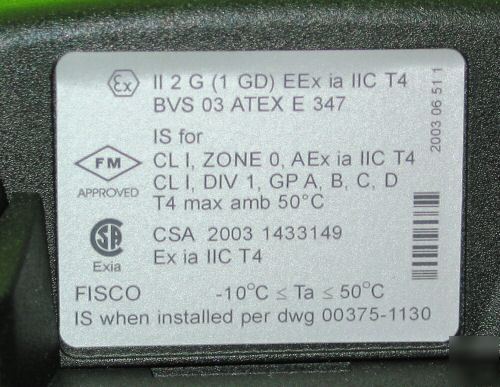 Ex II 2 G (1 GD) EEx ia IIC T4
BVS 03 ATEX E 347
2003 06 51 1
IS for
FM CL I, ZONE 0, AEx ia IIC T4
APPROVED CL I, DIV 1, GP A, B, C, D
T4 max amb 50°C
CSA 2003 1433149
Exia Ex ia IIC T4
FISCO -10°C ≤ Ta ≤ 50°C
IS when installed per dwg 00375-1130